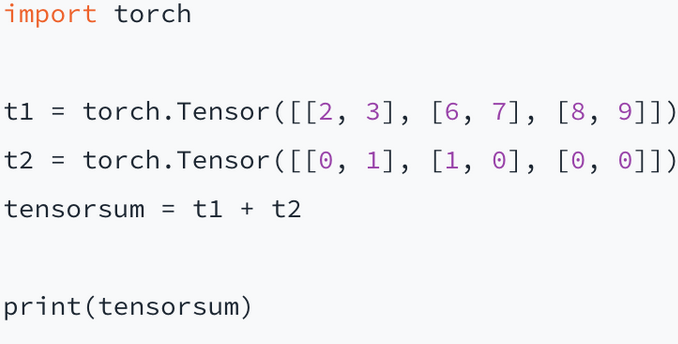 import torch
t1 = torch.Tensor([[2, 3], [6, 7], [8, 9]])
t2 = torch.Tensor([[0, 1], [1, 0], [0, 0]])
tensorsum = t1 + t2
print(tensorsum)